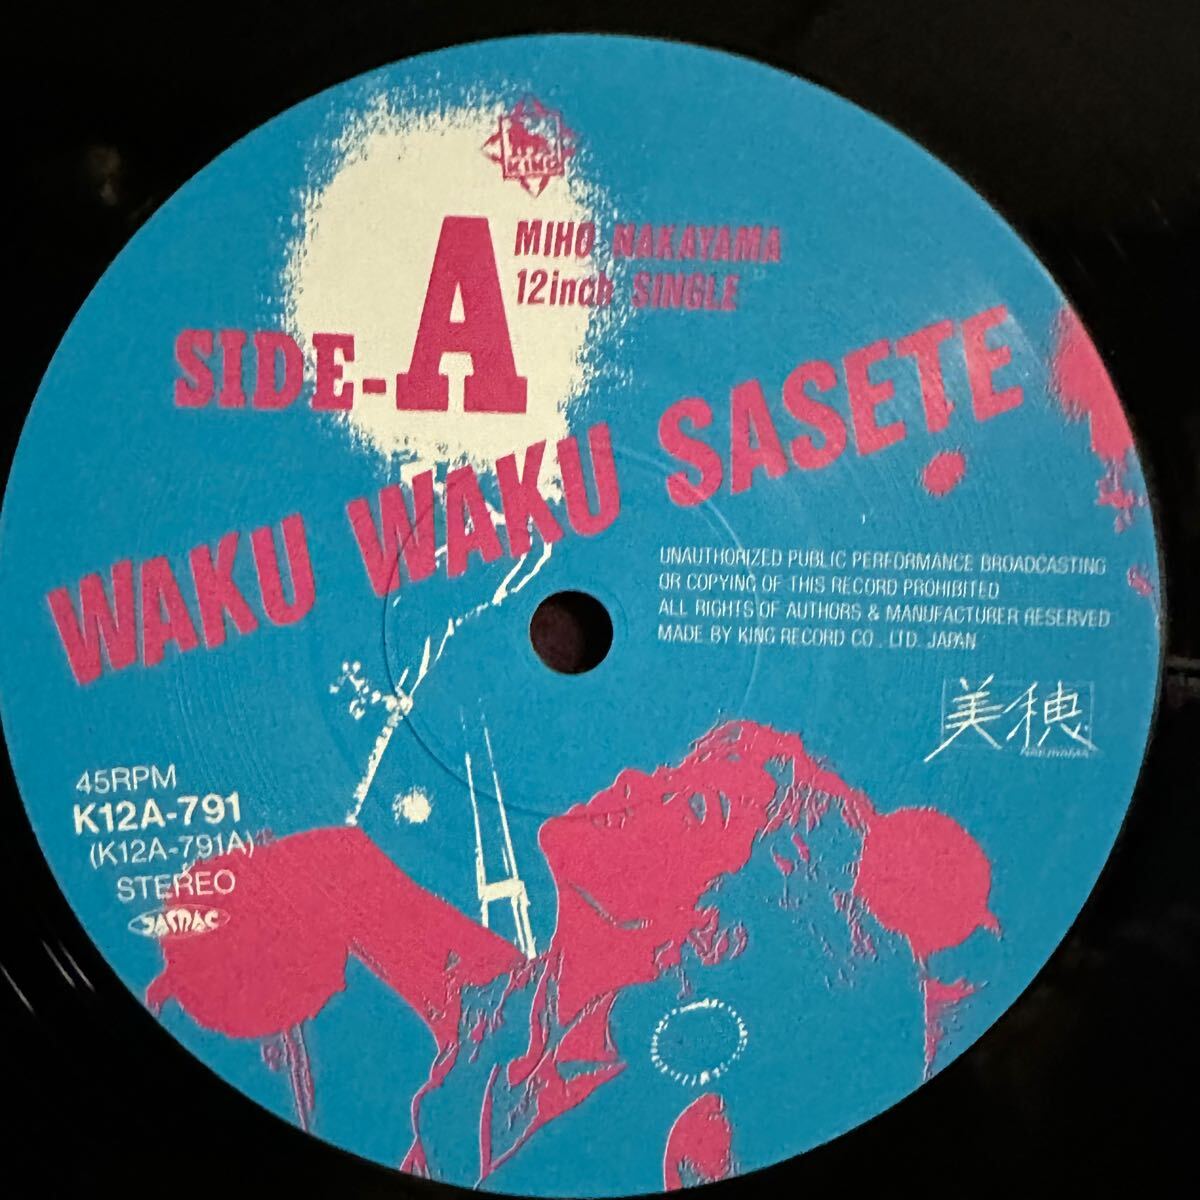 KING
MIHO NAKAYAMA
12inch SINGLE
SIDE-A
WAKU WAKU SASETE
UNAUTHORIZED PUBLIC PERFORMANCE BROADCASTING
OR COPYING OF THIS RECORD PROHIBITED
ALL RIGHTS OF AUTHORS & MANUFACTURER RESERVED
MADE BY KING RECORD CO., LTD. JAPAN
美穂
NAKAYAMA
45RPM
K12A-791
(K12A-791A)
STEREO
JASRAC